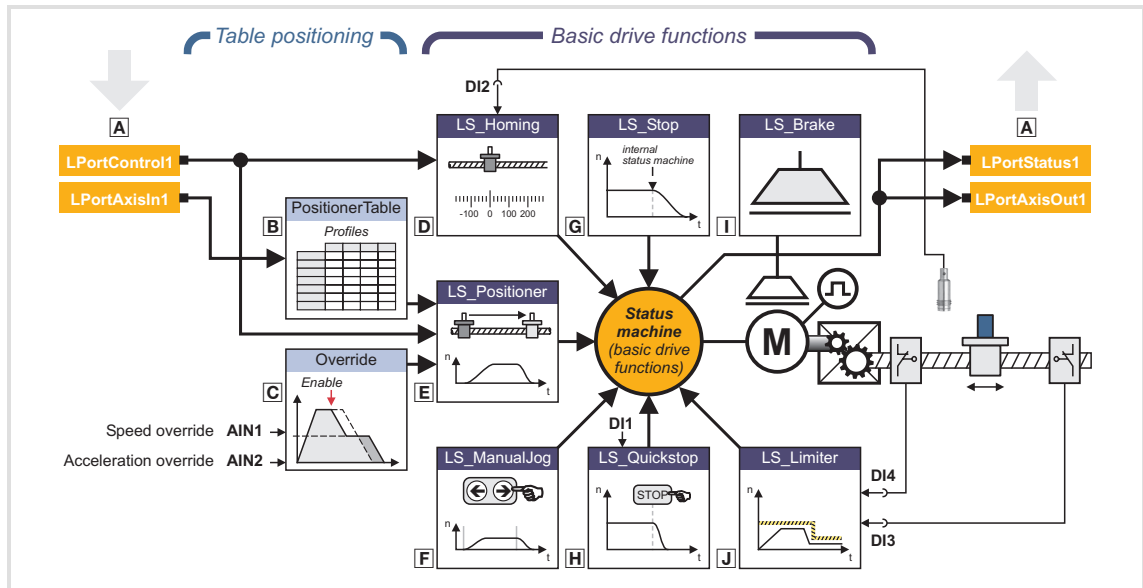 Table positioning
Basic drive functions
A
LPortControl1
LPortAxisIn1
B
PositionerTable
Profiles
C
Override
Enable
Speed override AIN1
Acceleration override AIN2
DI2
D
LS_Homing
-100 0 100 200
G
LS_Stop
n
internal
status machine
t
I
LS_Brake
E
LS_Positioner
Status
machine
(basic drive
functions)
M
F
LS_ManualJog
n
t
DI1
H
LS_Quickstop
n
STOP
t
J
LS_Limiter
n
t
DI4
DI3
A
LPortStatus1
LPortAxisOut1